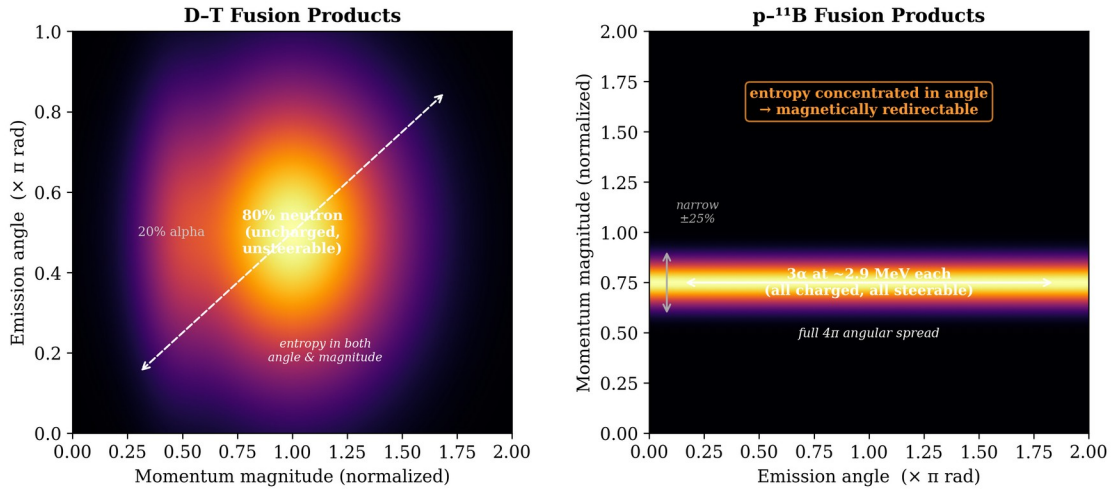 D–T Fusion Products
1.0
0.8
0.6
0.4
0.2
0.0
Emission angle (× π rad)
80% neutron
(uncharged,
unsteerable)
20% alpha
entropy in both
angle & magnitude
0.00 0.25 0.50 0.75 1.00 1.25 1.50 1.75 2.00
Momentum magnitude (normalized)
p–¹¹B Fusion Products
2.00
1.75
1.50
1.25
1.00
0.75
0.50
0.25
0.00
Momentum magnitude (normalized)
entropy concentrated in angle
→ magnetically redirectable
narrow
±25%
3α at ~2.9 MeV each
(all charged, all steerable)
full 4π angular spread
0.00 0.25 0.50 0.75 1.00 1.25 1.50 1.75 2.00
Emission angle (× π rad)